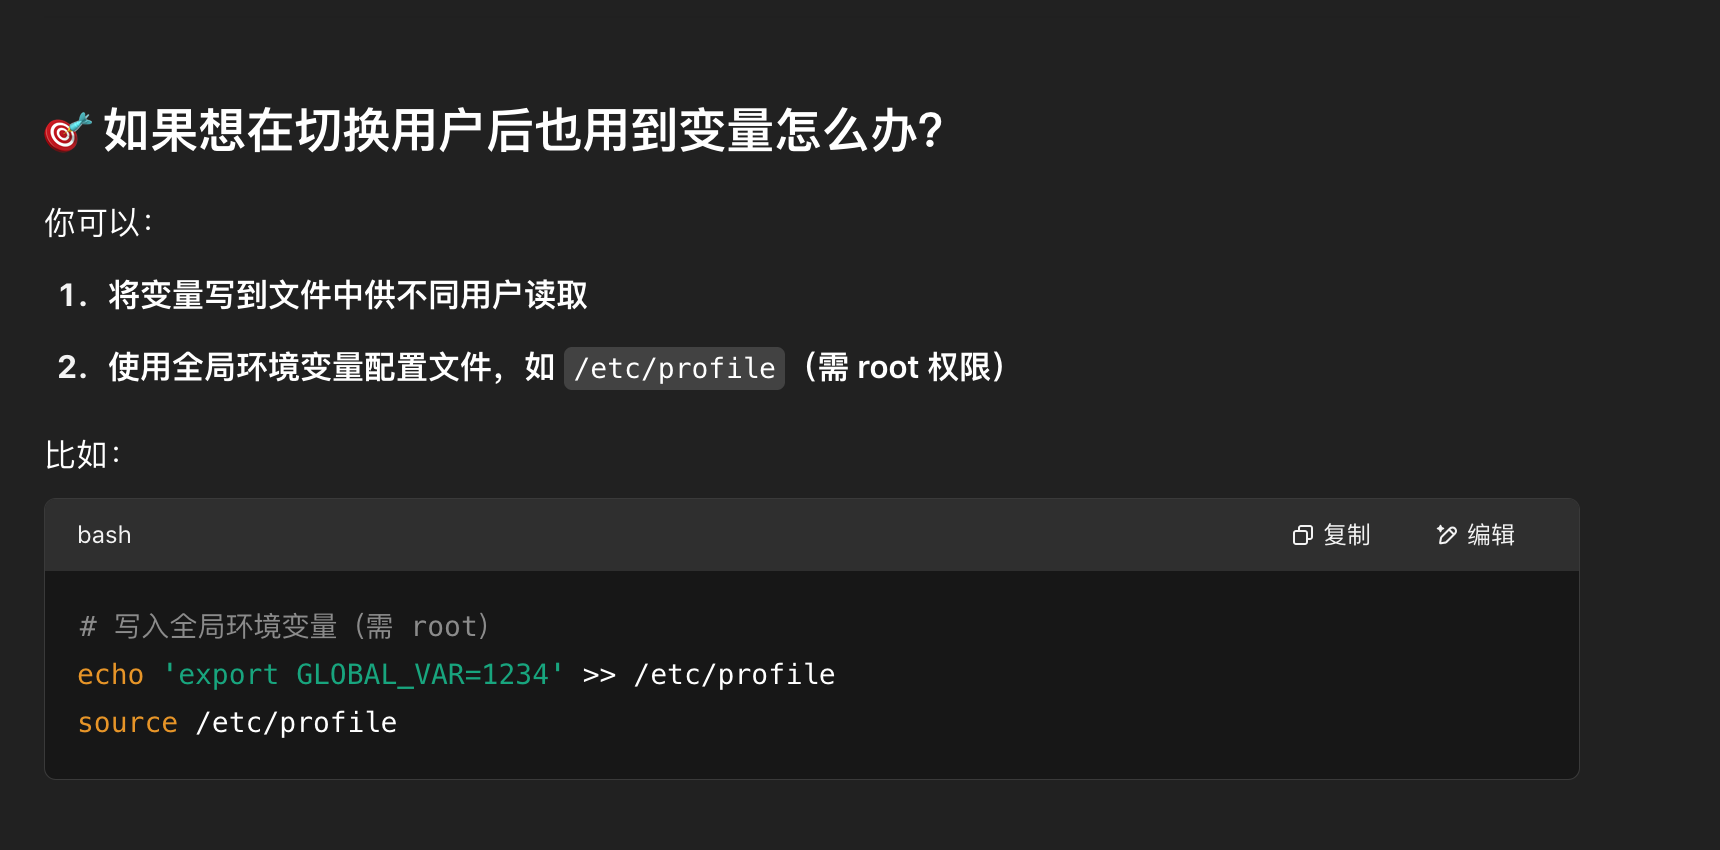 🎯 如果想在切换用户后也用到变量怎么办？
你可以：
1. 将变量写到文件中供不同用户读取
2. 使用全局环境变量配置文件，如 /etc/profile（需 root 权限）
比如：
bash 复制 编辑
# 写入全局环境变量（需 root）
echo 'export GLOBAL_VAR=1234' >> /etc/profile
source /etc/profile